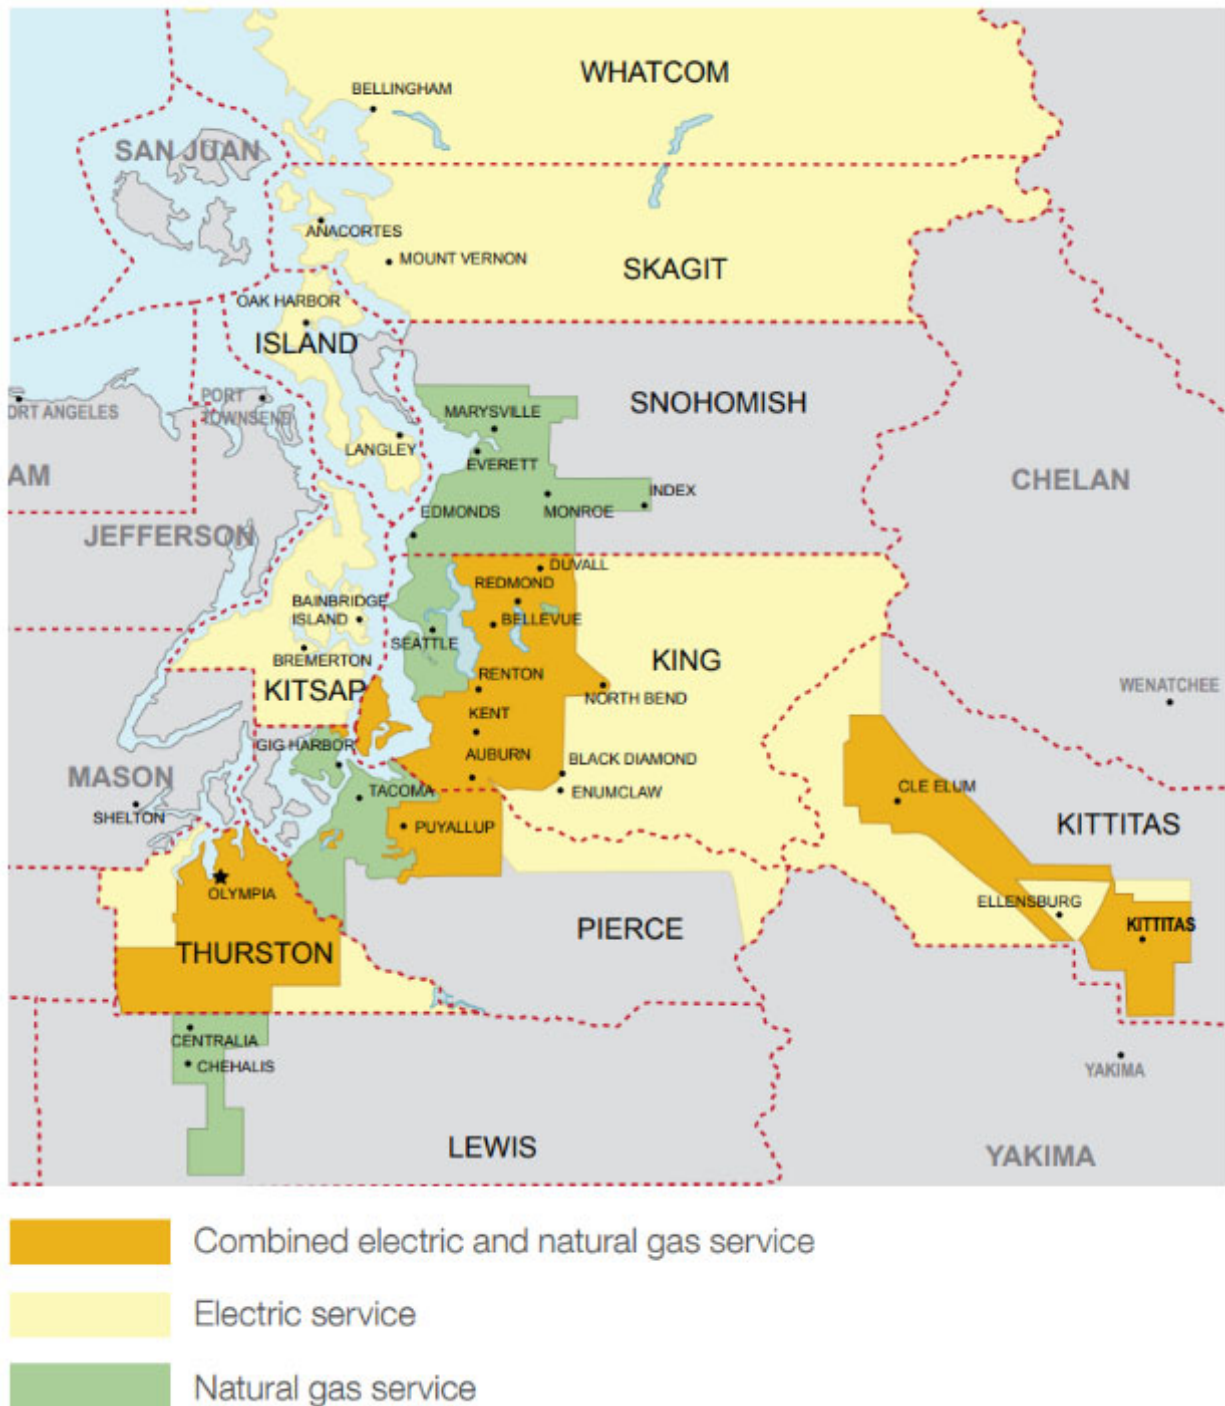 WHATCOM
BELLINGHAM
SAN JUAN
ANACORTES
MOUNT VERNON
SKAGIT
OAK HARBOR
ISLAND
PORT
TOWNSEND
ORT ANGELES
MARYSVILLE
SNOHOMISH
LANGLEY
EVERETT
AM
CHELAN
INDEX
EDMONDS
MONROE
JEFFERSON
DUVALL
REDMOND
BAINBRIDGE
ISLAND
BELLEVUE
SEATTLE
BREMERTON
KING
RENTON
KITSAP
NORTH BEND
WENATCHEE
KENT
GIG HARBOR
AUBURN
BLACK DIAMOND
MASON
TACOMA
ENUMCLAW
CLE ELUM
SHELTON
PUYALLUP
KITTITAS
OLYMPIA
ELLENSBURG
THURSTON
PIERCE
KITTITAS
CENTRALIA
CHEHALIS
YAKIMA
LEWIS
YAKIMA
Combined electric and natural gas service
Electric service
Natural gas service